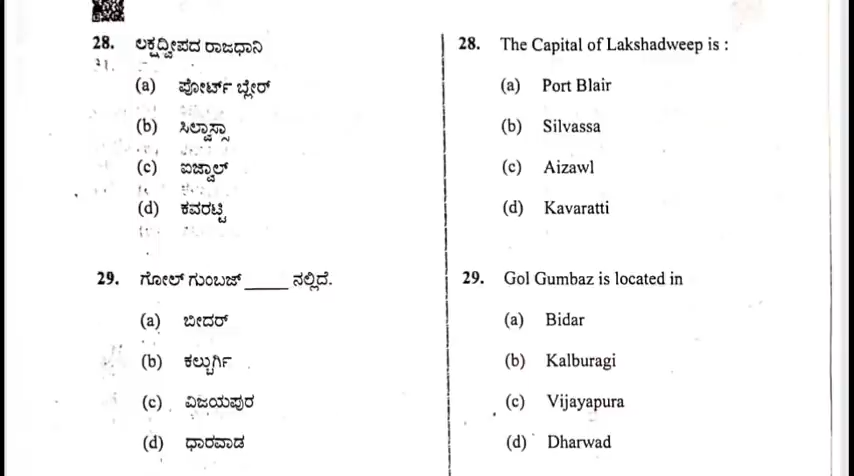 28. ಲಕ್ಷದ್ವೀಪದ ರಾಜಧಾನಿ
(a) ಪೋರ್ಟ್ ಬ್ಲೇರ್
(b) ಸಿಲ್ವಾಸ್ಸಾ
(c) ಐಜ್ವಾಲ್
(d) ಕವರಟ್ಟಿ
29. ಗೋಲ್ ಗುಂಬಜ್ _____ ನಲ್ಲಿದೆ.
(a) ಬೀದರ್
(b) ಕಲ್ಬುರ್ಗಿ
(c) ವಿಜಯಪುರ
(d) ಧಾರವಾಡ
28. The Capital of Lakshadweep is :
(a) Port Blair
(b) Silvassa
(c) Aizawl
(d) Kavaratti
29. Gol Gumbaz is located in
(a) Bidar
(b) Kalburagi
(c) Vijayapura
(d) Dharwad